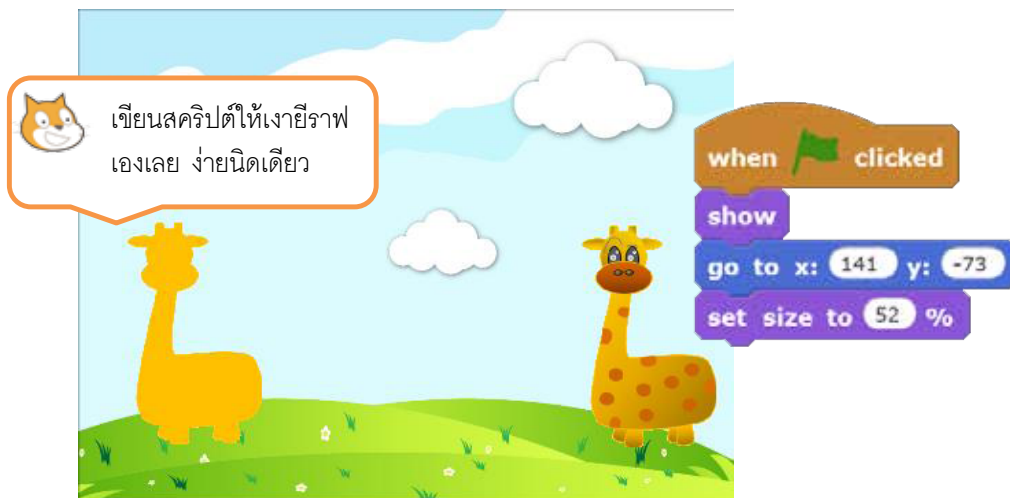 เขียนสคริปต์ให้เงายีราฟ
เองเลย ง่ายนิดเดียว
when clicked
show
go to x: 141 y: -73
set size to 52 %